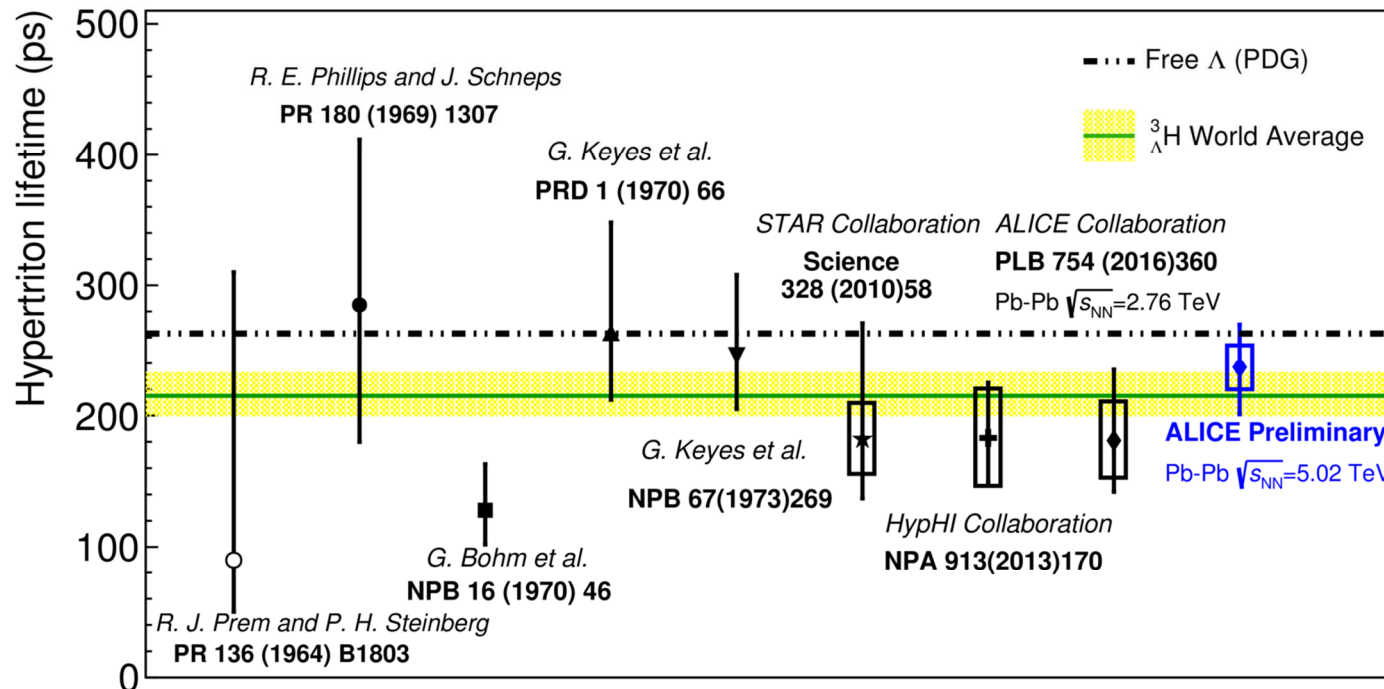 Hypertriton lifetime (ps)
500
400
300
200
100
0
R. E. Phillips and J. Schneps
PR 180 (1969) 1307
G. Keyes et al.
PRD 1 (1970) 66
STAR Collaboration
Science
328 (2010)58
ALICE Collaboration
PLB 754 (2016)360
Pb-Pb √sNN=2.76 TeV
Free Λ (PDG)
3ΛH World Average
ALICE Preliminary
Pb-Pb √sNN=5.02 TeV
G. Keyes et al.
NPB 67(1973)269
HypHI Collaboration
NPA 913(2013)170
G. Bohm et al.
NPB 16 (1970) 46
R. J. Prem and P. H. Steinberg
PR 136 (1964) B1803